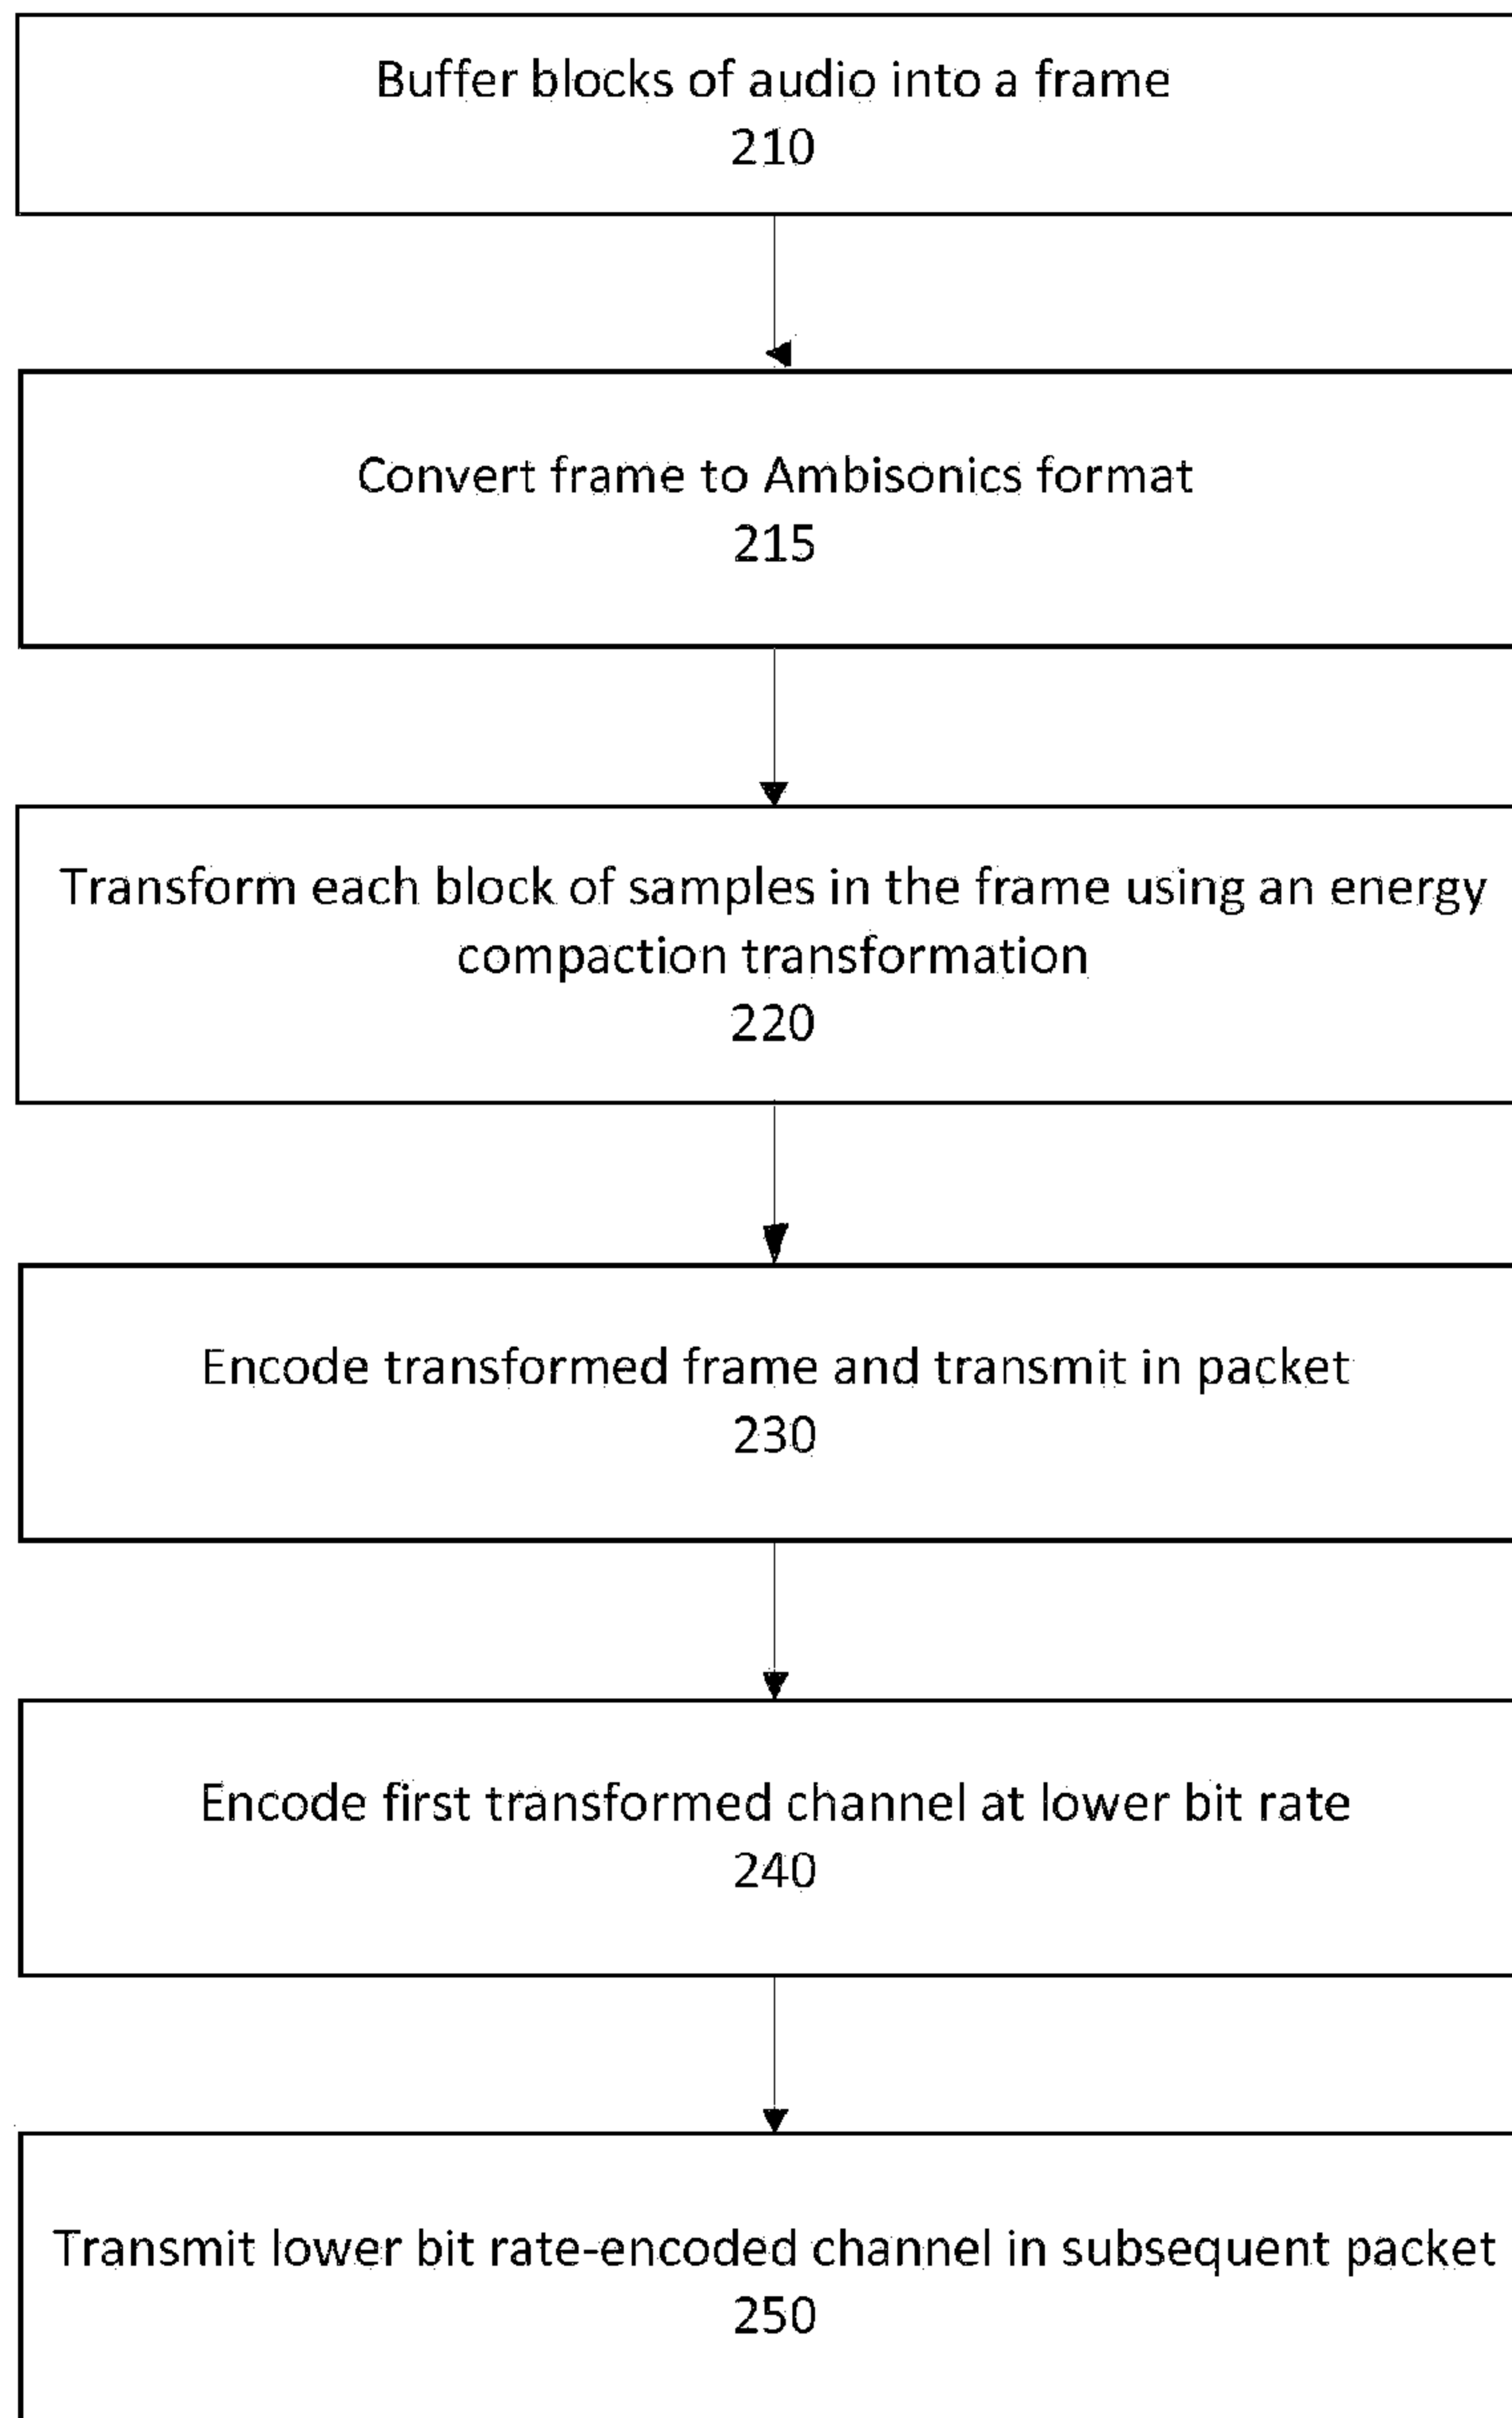 Buffer blocks of audio into a frame
210
Convert frame to Ambisonics format
215
Transform each block of samples in the frame using an energy
compaction transformation
220
Encode transformed frame and transmit in packet
230
Encode first transformed channel at lower bit rate
240
Transmit lower bit rate-encoded channel in subsequent packet
250